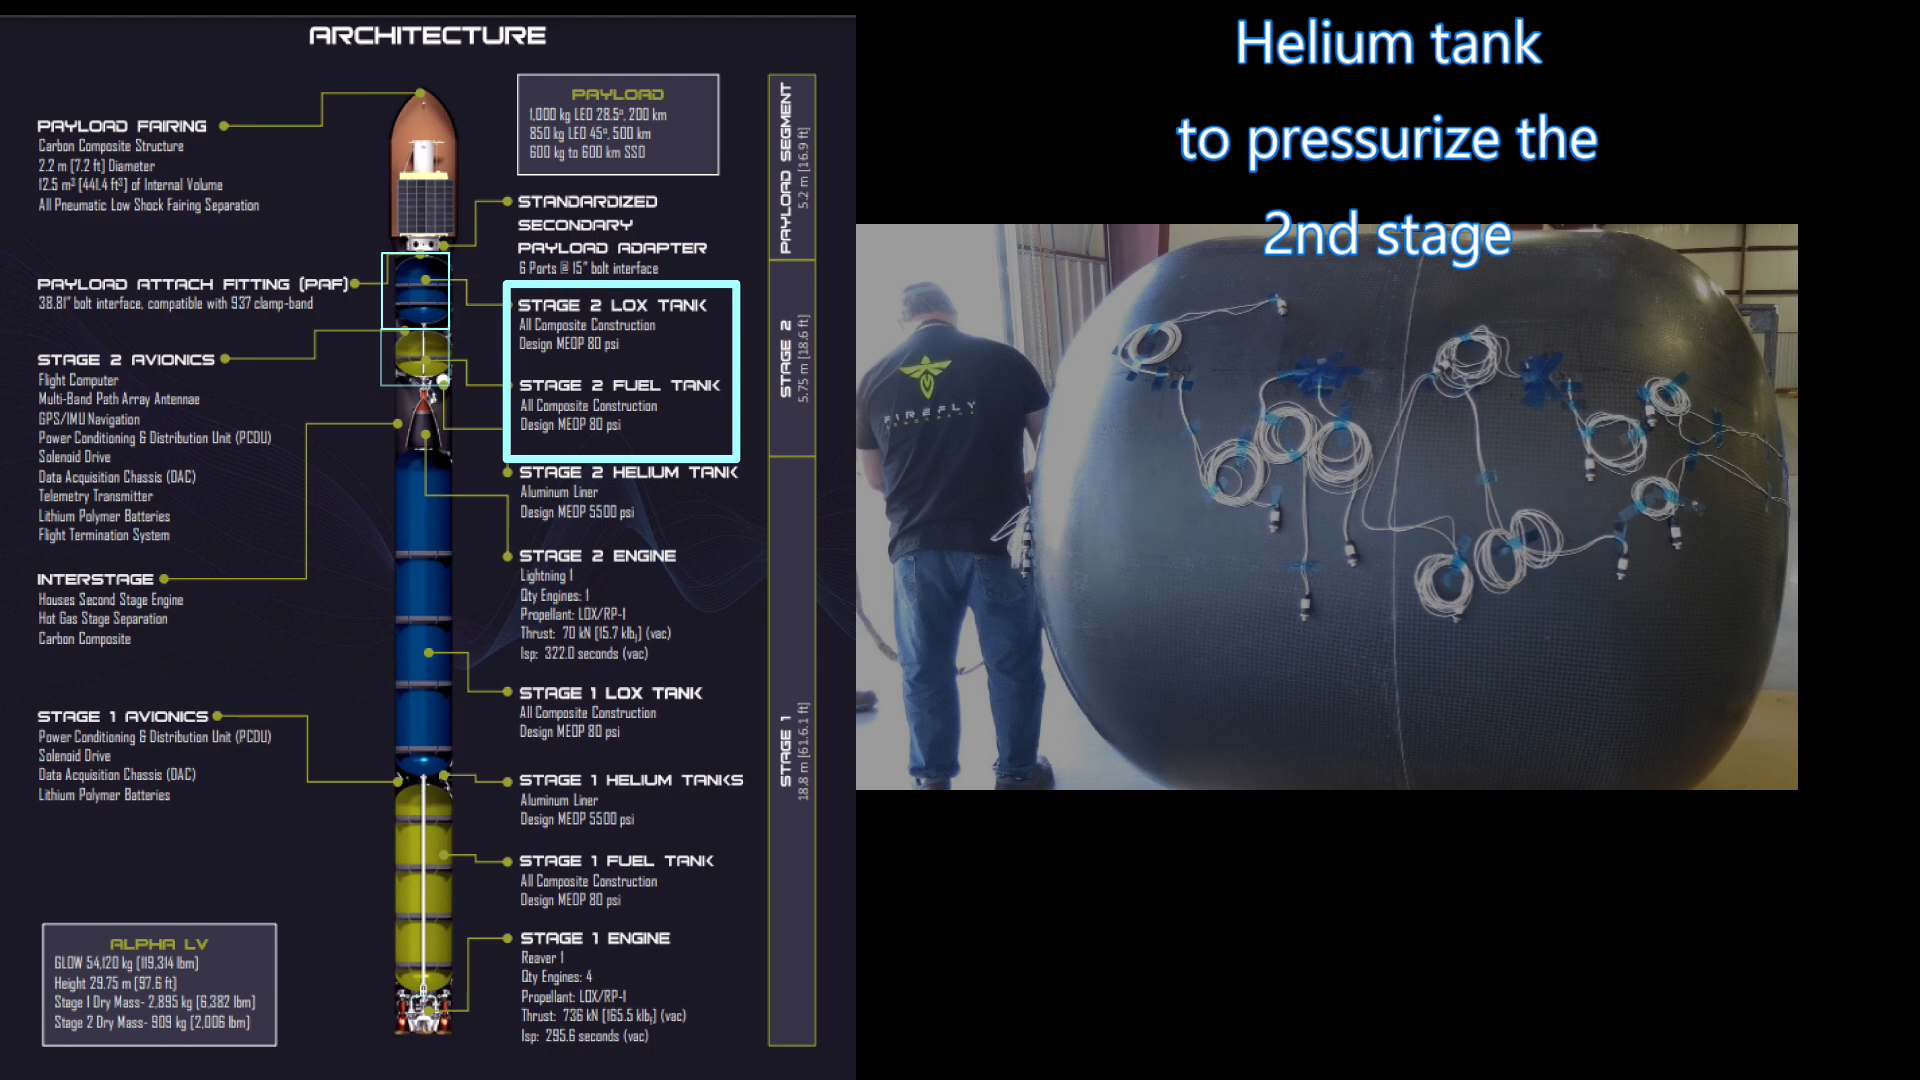 ARCHITECTURE
PAYLOAD FAIRING
Carbon Composite Structure
2.2 m [7.2 ft] Diameter
12.5 m³ [441.4 ft³] of Internal Volume
All Pneumatic Low Shock Fairing Separation
PAYLOAD ATTACH FITTING (PAF)
38.81" bolt interface, compatible with 937 clamp-band
STAGE 2 AVIONICS
Flight Computer
Multi-Band Path Array Antennae
GPS/IMU Navigation
Power Conditioning & Distribution Unit (PCDU)
Solenoid Drive
Data Acquisition Chassis (DAC)
Telemetry Transmitter
Lithium Polymer Batteries
Flight Termination System
INTERSTAGE
Houses Second Stage Engine
Hot Gas Stage Separation
Carbon Composite
STAGE 1 AVIONICS
Power Conditioning & Distribution Unit (PCDU)
Solenoid Drive
Data Acquisition Chassis (DAC)
Lithium Polymer Batteries
ALPHA LV
GLOW 54,120 kg [119,314 lbm]
Height 29.75 m [97.6 ft]
Stage 1 Dry Mass- 2,895 kg [6,382 lbm]
Stage 2 Dry Mass- 909 kg [2,006 lbm]
PAYLOAD
1,000 kg LEO 28.5º, 200 km
850 kg LEO 45º, 500 km
600 kg to 600 km SSO
STANDARDIZED
SECONDARY
PAYLOAD ADAPTER
6 Ports @ 15" bolt interface
STAGE 2 LOX TANK
All Composite Construction
Design MEOP 80 psi
STAGE 2 FUEL TANK
All Composite Construction
Design MEOP 80 psi
STAGE 2 HELIUM TANK
Aluminum Liner
Design MEOP 5500 psi
STAGE 2 ENGINE
Lightning 1
Qty Engines: 1
Propellant: LOX/RP-1
Thrust: 70 kN [15.7 klbf] (vac)
Isp: 322.0 seconds (vac)
STAGE 1 LOX TANK
All Composite Construction
Design MEOP 80 psi
STAGE 1 HELIUM TANKS
Aluminum Liner
Design MEOP 5500 psi
STAGE 1 FUEL TANK
All Composite Construction
Design MEOP 80 psi
STAGE 1 ENGINE
Reaver 1
Qty Engines: 4
Propellant: LOX/RP-1
Thrust: 736 kN [165.5 klbf] (vac)
Isp: 295.6 seconds (vac)
PAYLOAD SEGMENT
5.2 m [16.9 ft]
STAGE 2
5.75 m [18.6 ft]
STAGE 1
18.8 m [61.6.1 ft]
Helium tank
to pressurize the
2nd stage
FIREFLY